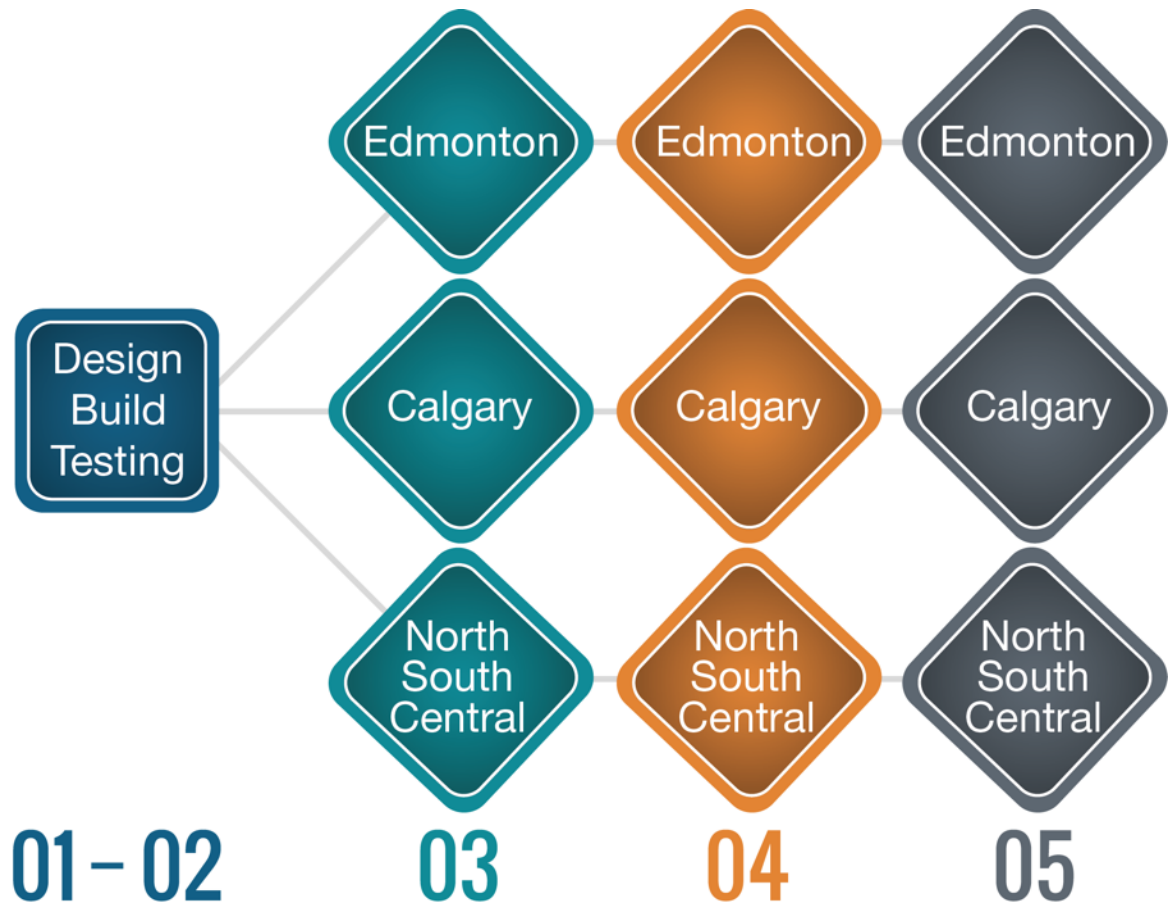 Edmonton
Edmonton
Edmonton
Design
Build
Testing
Calgary
Calgary
Calgary
North
South
Central
North
South
Central
North
South
Central
01 – 02
03
04
05